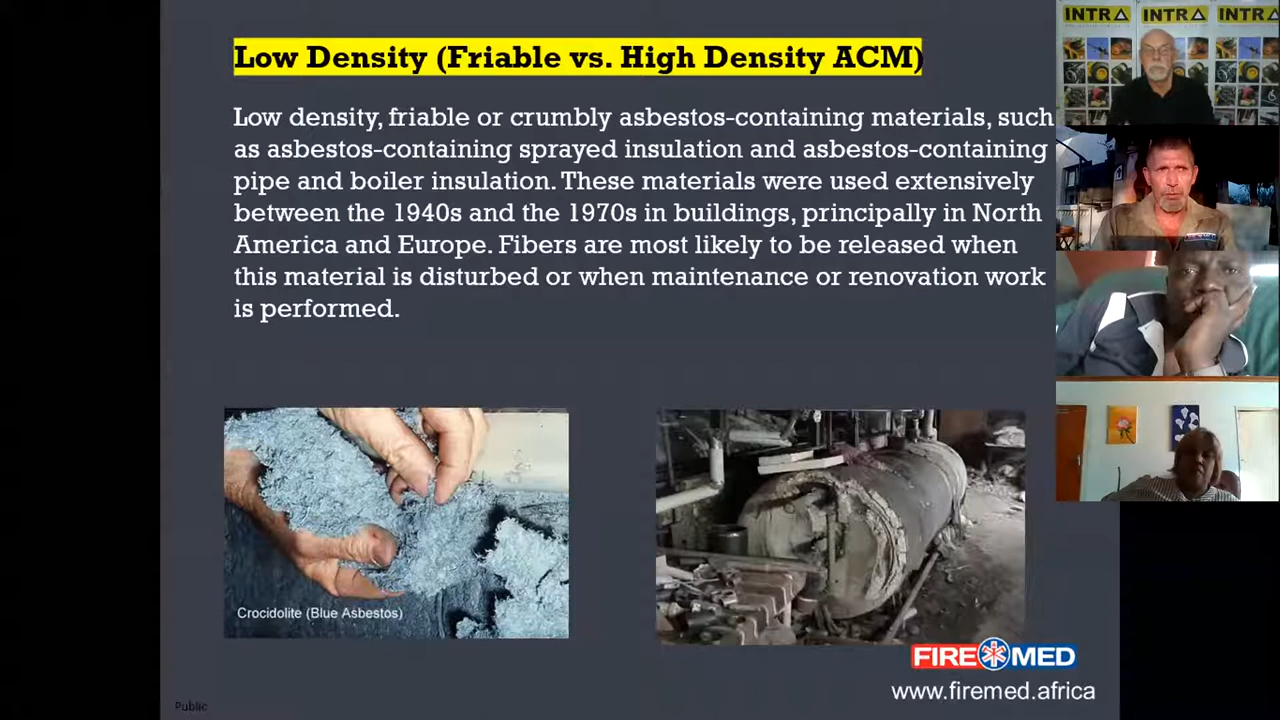 Low Density (Friable vs. High Density ACM)
Low density, friable or crumbly asbestos-containing materials, such
as asbestos-containing sprayed insulation and asbestos-containing
pipe and boiler insulation. These materials were used extensively
between the 1940s and the 1970s in buildings, principally in North
America and Europe. Fibers are most likely to be released when
this material is disturbed or when maintenance or renovation work
is performed.
Crocidolite (Blue Asbestos)
FIRE MED
www.firemed.africa
Public
INTRA INTRA INTRA